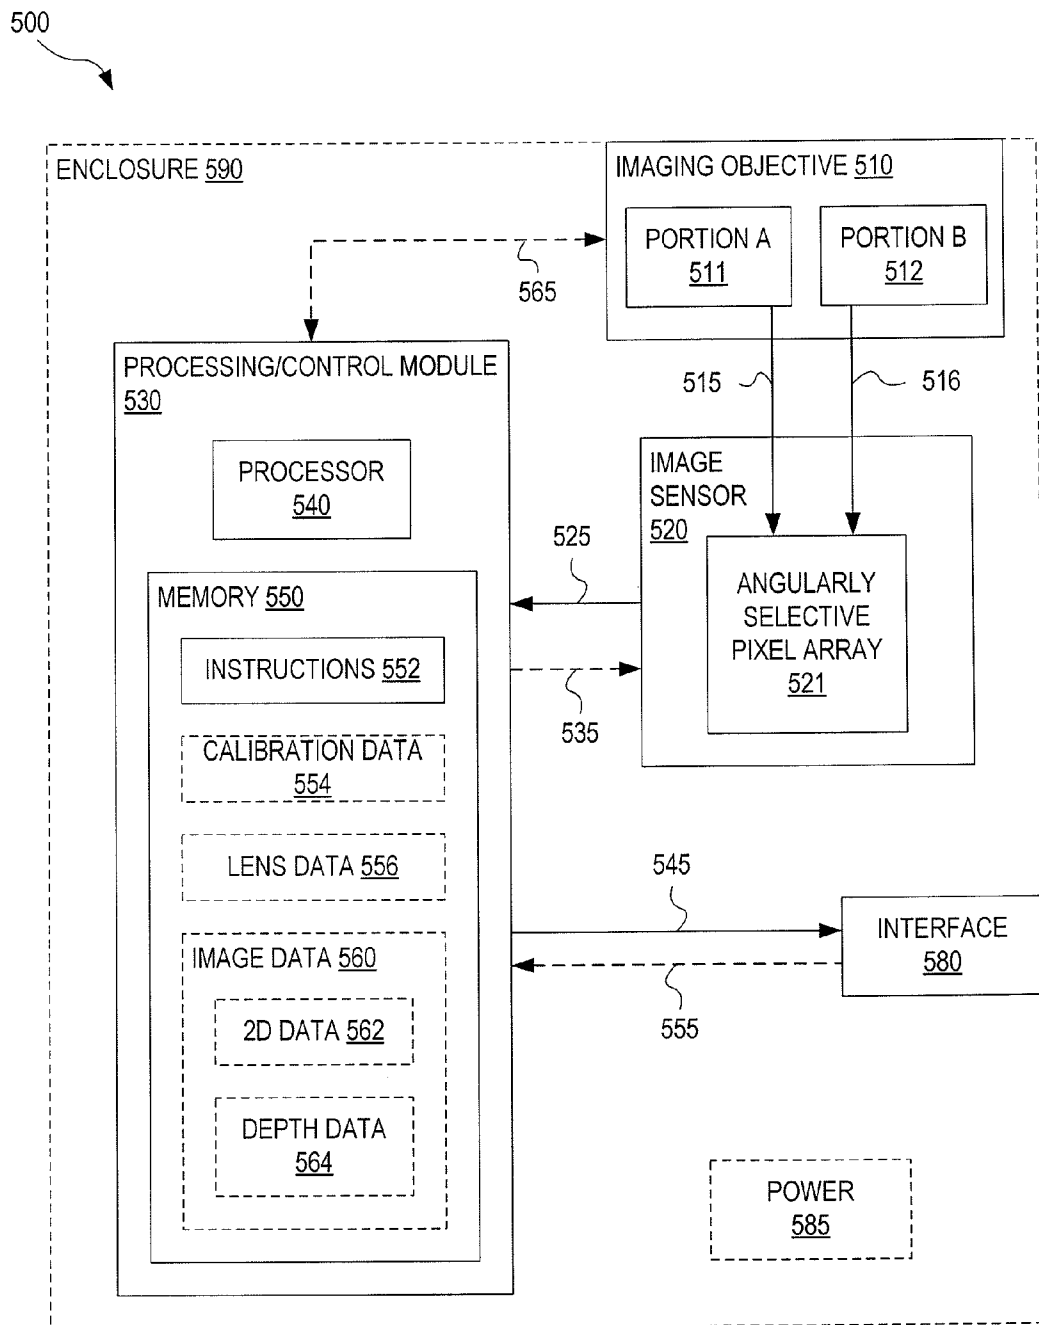 500
ENCLOSURE 590
IMAGING OBJECTIVE 510
PORTION A
511
PORTION B
512
565
PROCESSING/CONTROL MODULE
530
515
516
PROCESSOR
540
IMAGE
SENSOR
520
525
ANGULARLY
SELECTIVE
PIXEL ARRAY
521
535
MEMORY 550
INSTRUCTIONS 552
CALIBRATION DATA
554
LENS DATA 556
545
INTERFACE
580
555
IMAGE DATA 560
2D DATA 562
DEPTH DATA
564
POWER
585